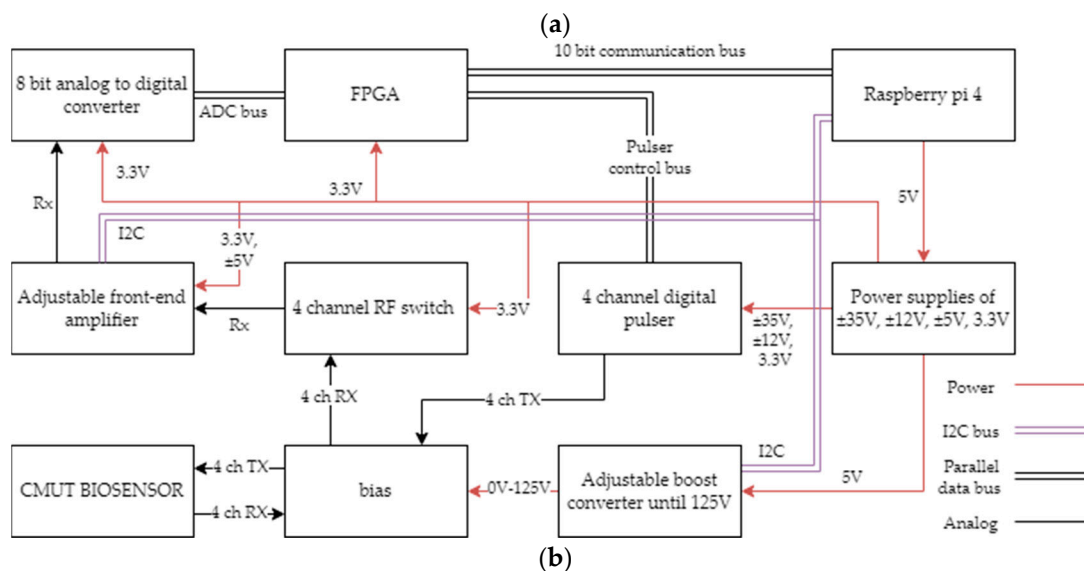 (a)
10 bit communication bus
8 bit analog to digital
converter
ADC bus
FPGA
Raspberry pi 4
Pulser
control bus
3.3V
3.3V
5V
Rx
I2C
3.3V,
±5V
Adjustable front-end
amplifier
Rx
4 channel RF switch
3.3V
4 channel digital
pulser
±35V,
±12V,
3.3V
Power supplies of
±35V, ±12V, ±5V, 3.3V
4 ch RX
4 ch TX
Power
I2C bus
Parallel
data bus
Analog
CMUT BIOSENSOR
4 ch TX
4 ch RX
bias
0V-125V
I2C
Adjustable boost
converter until 125V
5V
(b)